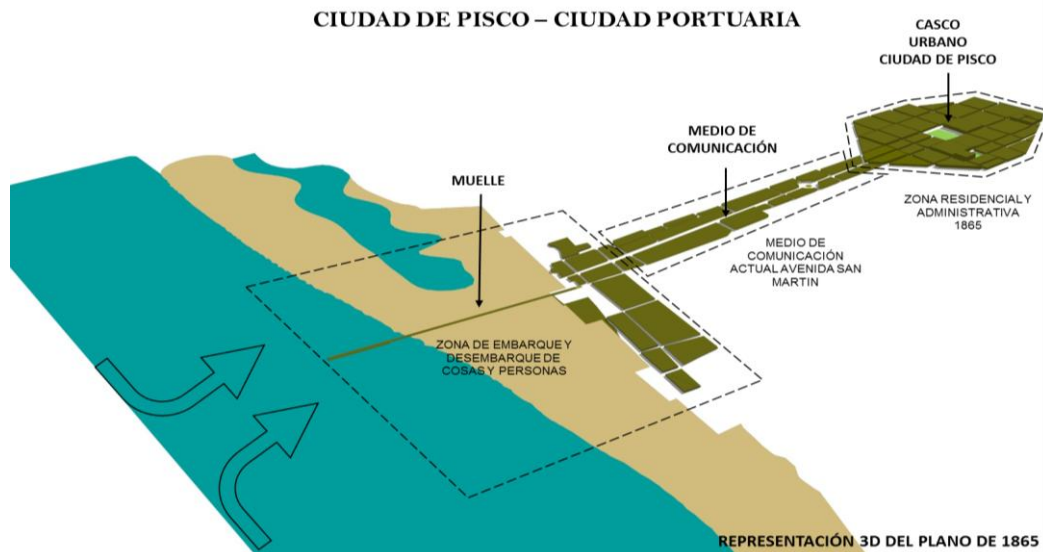 CIUDAD DE PISCO – CIUDAD PORTUARIA
CASCO
URBANO
CIUDAD DE PISCO
MEDIO DE
COMUNICACIÓN
MUELLE
ZONA RESIDENCIAL Y
ADMINISTRATIVA
1865
MEDIO DE
COMUNICACIÓN
ACTUAL AVENIDA SAN
MARTIN
ZONA DE EMBARQUE Y
DESEMBARQUE DE
COSAS Y PERSONAS
REPRESENTACIÓN 3D DEL PLANO DE 1865